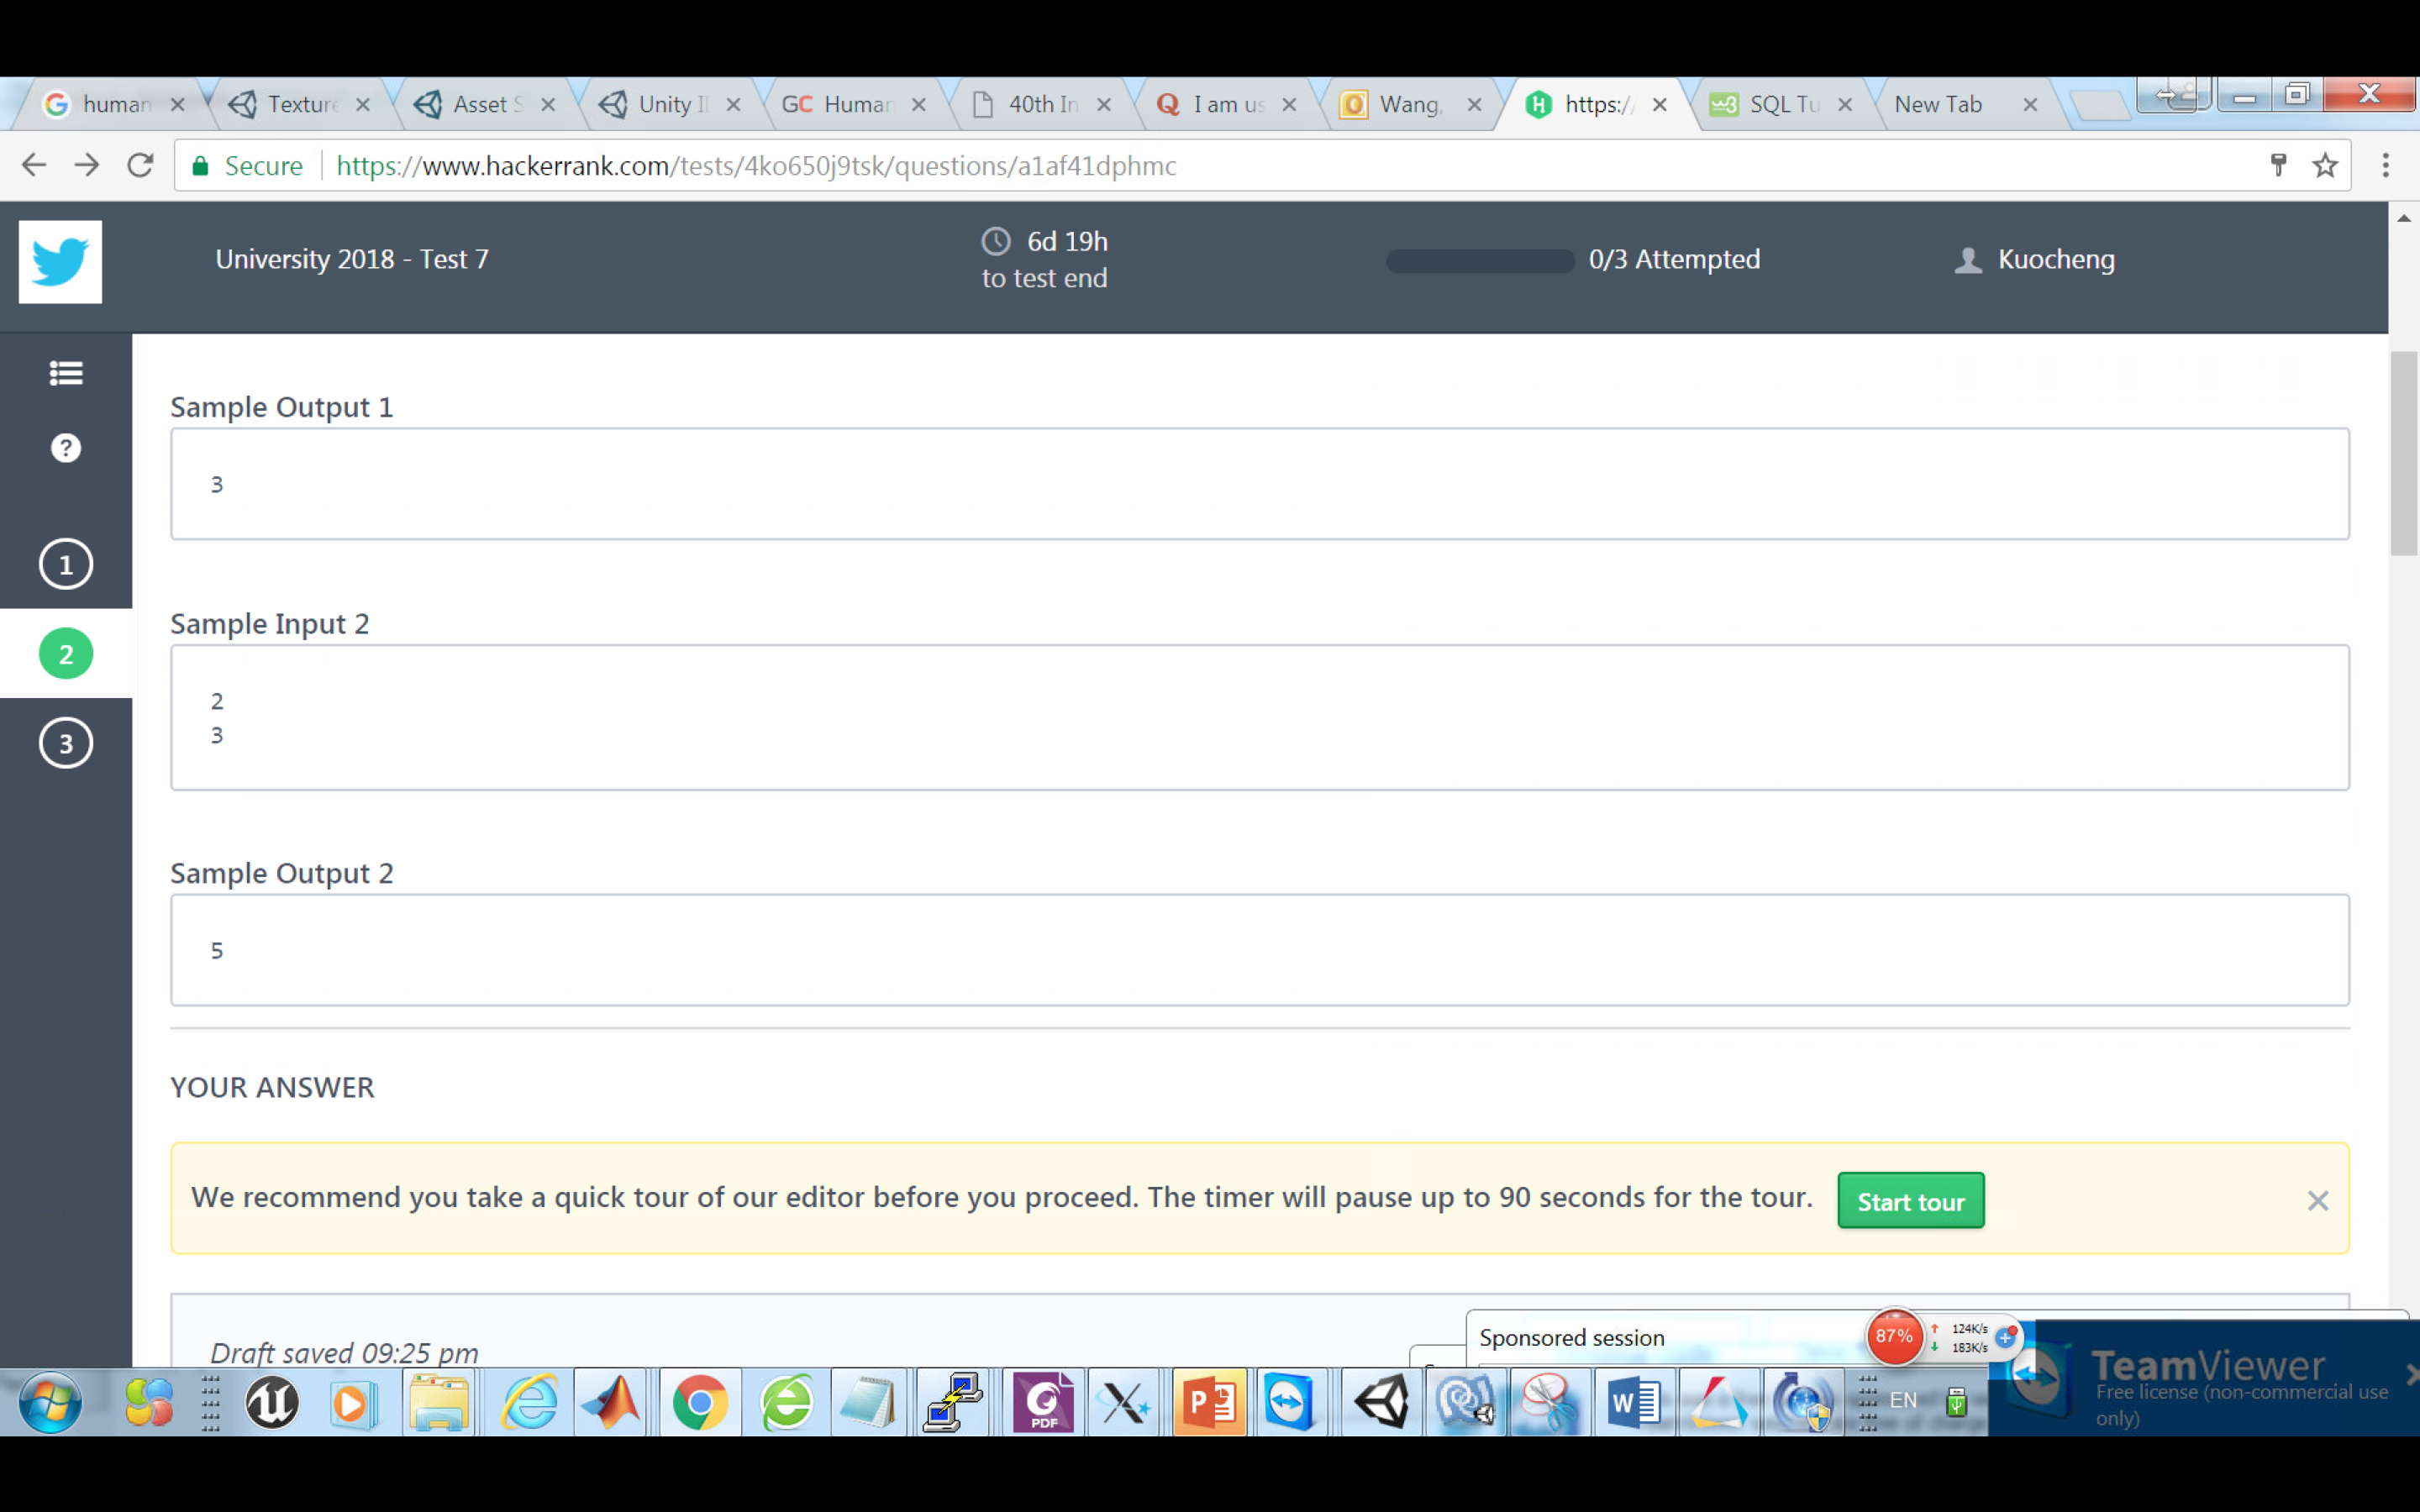 human
Texture
Asset S
Unity I
GC Human
40th In
Q I am us
Wang,
H https:/
w3 SQL Tu
New Tab
Secure https://www.hackerrank.com/tests/4ko650j9tsk/questions/a1af41dphmc
University 2018 - Test 7
6d 19h
to test end
0/3 Attempted
Kuocheng
?
1
2
3
Sample Output 1
3
Sample Input 2
2
3
Sample Output 2
5
YOUR ANSWER
We recommend you take a quick tour of our editor before you proceed. The timer will pause up to 90 seconds for the tour.
Start tour
Draft saved 09:25 pm
Sponsored session
87%
124K/s
183K/s
TeamViewer
Free license (non-commercial use
only)
PDF
EN